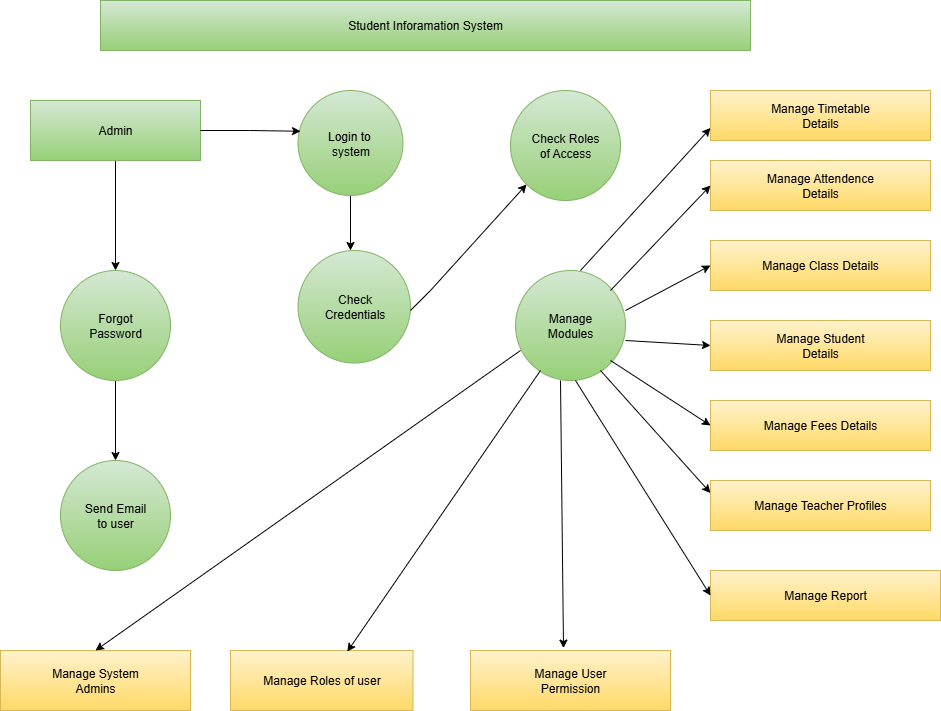 Student Inforamation System
Admin
Login to
system
Check Roles
of Access
Manage Timetable
Details
Manage Attendence
Details
Manage Class Details
Forgot
Password
Check
Credentials
Manage
Modules
Manage Student
Details
Manage Fees Details
Send Email
to user
Manage Teacher Profiles
Manage Report
Manage System
Admins
Manage Roles of user
Manage User
Permission